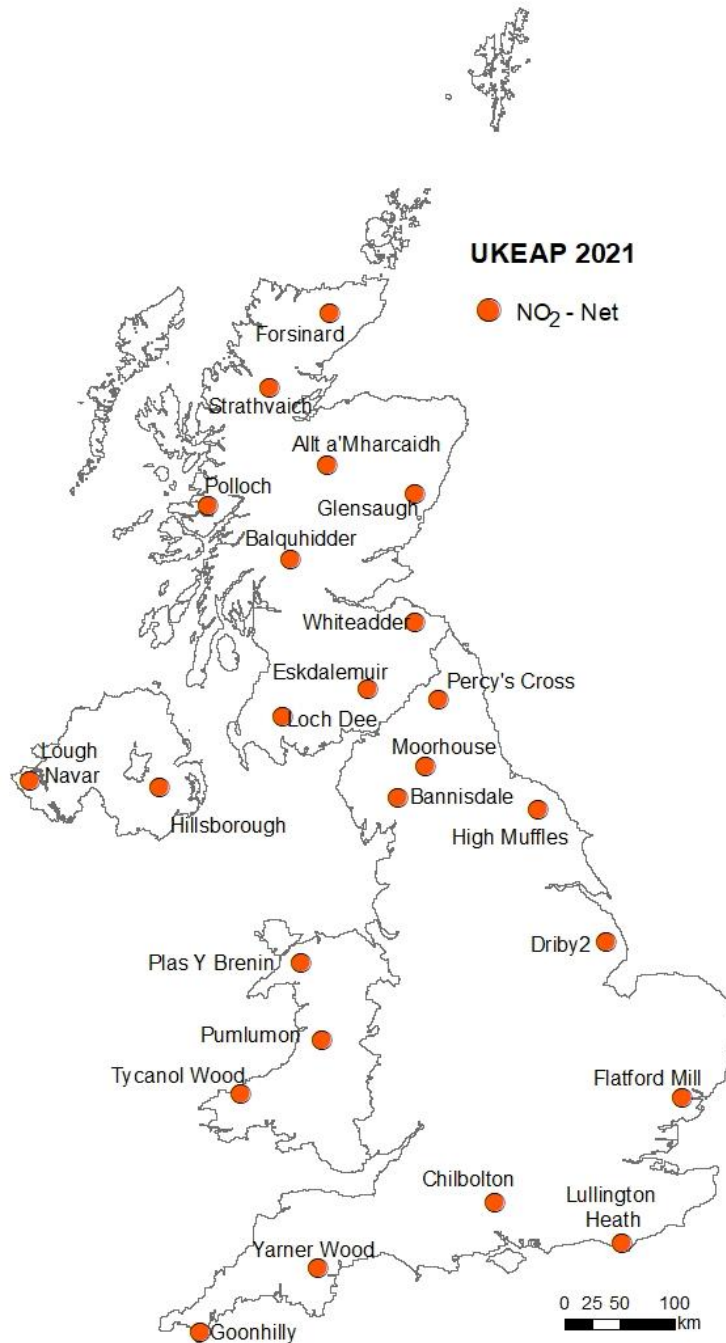 UKEAP 2021
NO2 - Net
Forsinard
Strathvaich
Allt a'Mharcaidh
Polloch
Glensaugh
Balquhidder
Whiteadder
Eskdalemuir
Percy's Cross
Loch Dee
Lough
Navar
Moorhouse
Bannisdale
Hillsborough
High Muffles
Driby2
Plas Y Brenin
Pumlumon
Tycanol Wood
Flatford Mill
Chilbolton
Lullington
Heath
Yarner Wood
Goonhilly
0 25 50 100
km